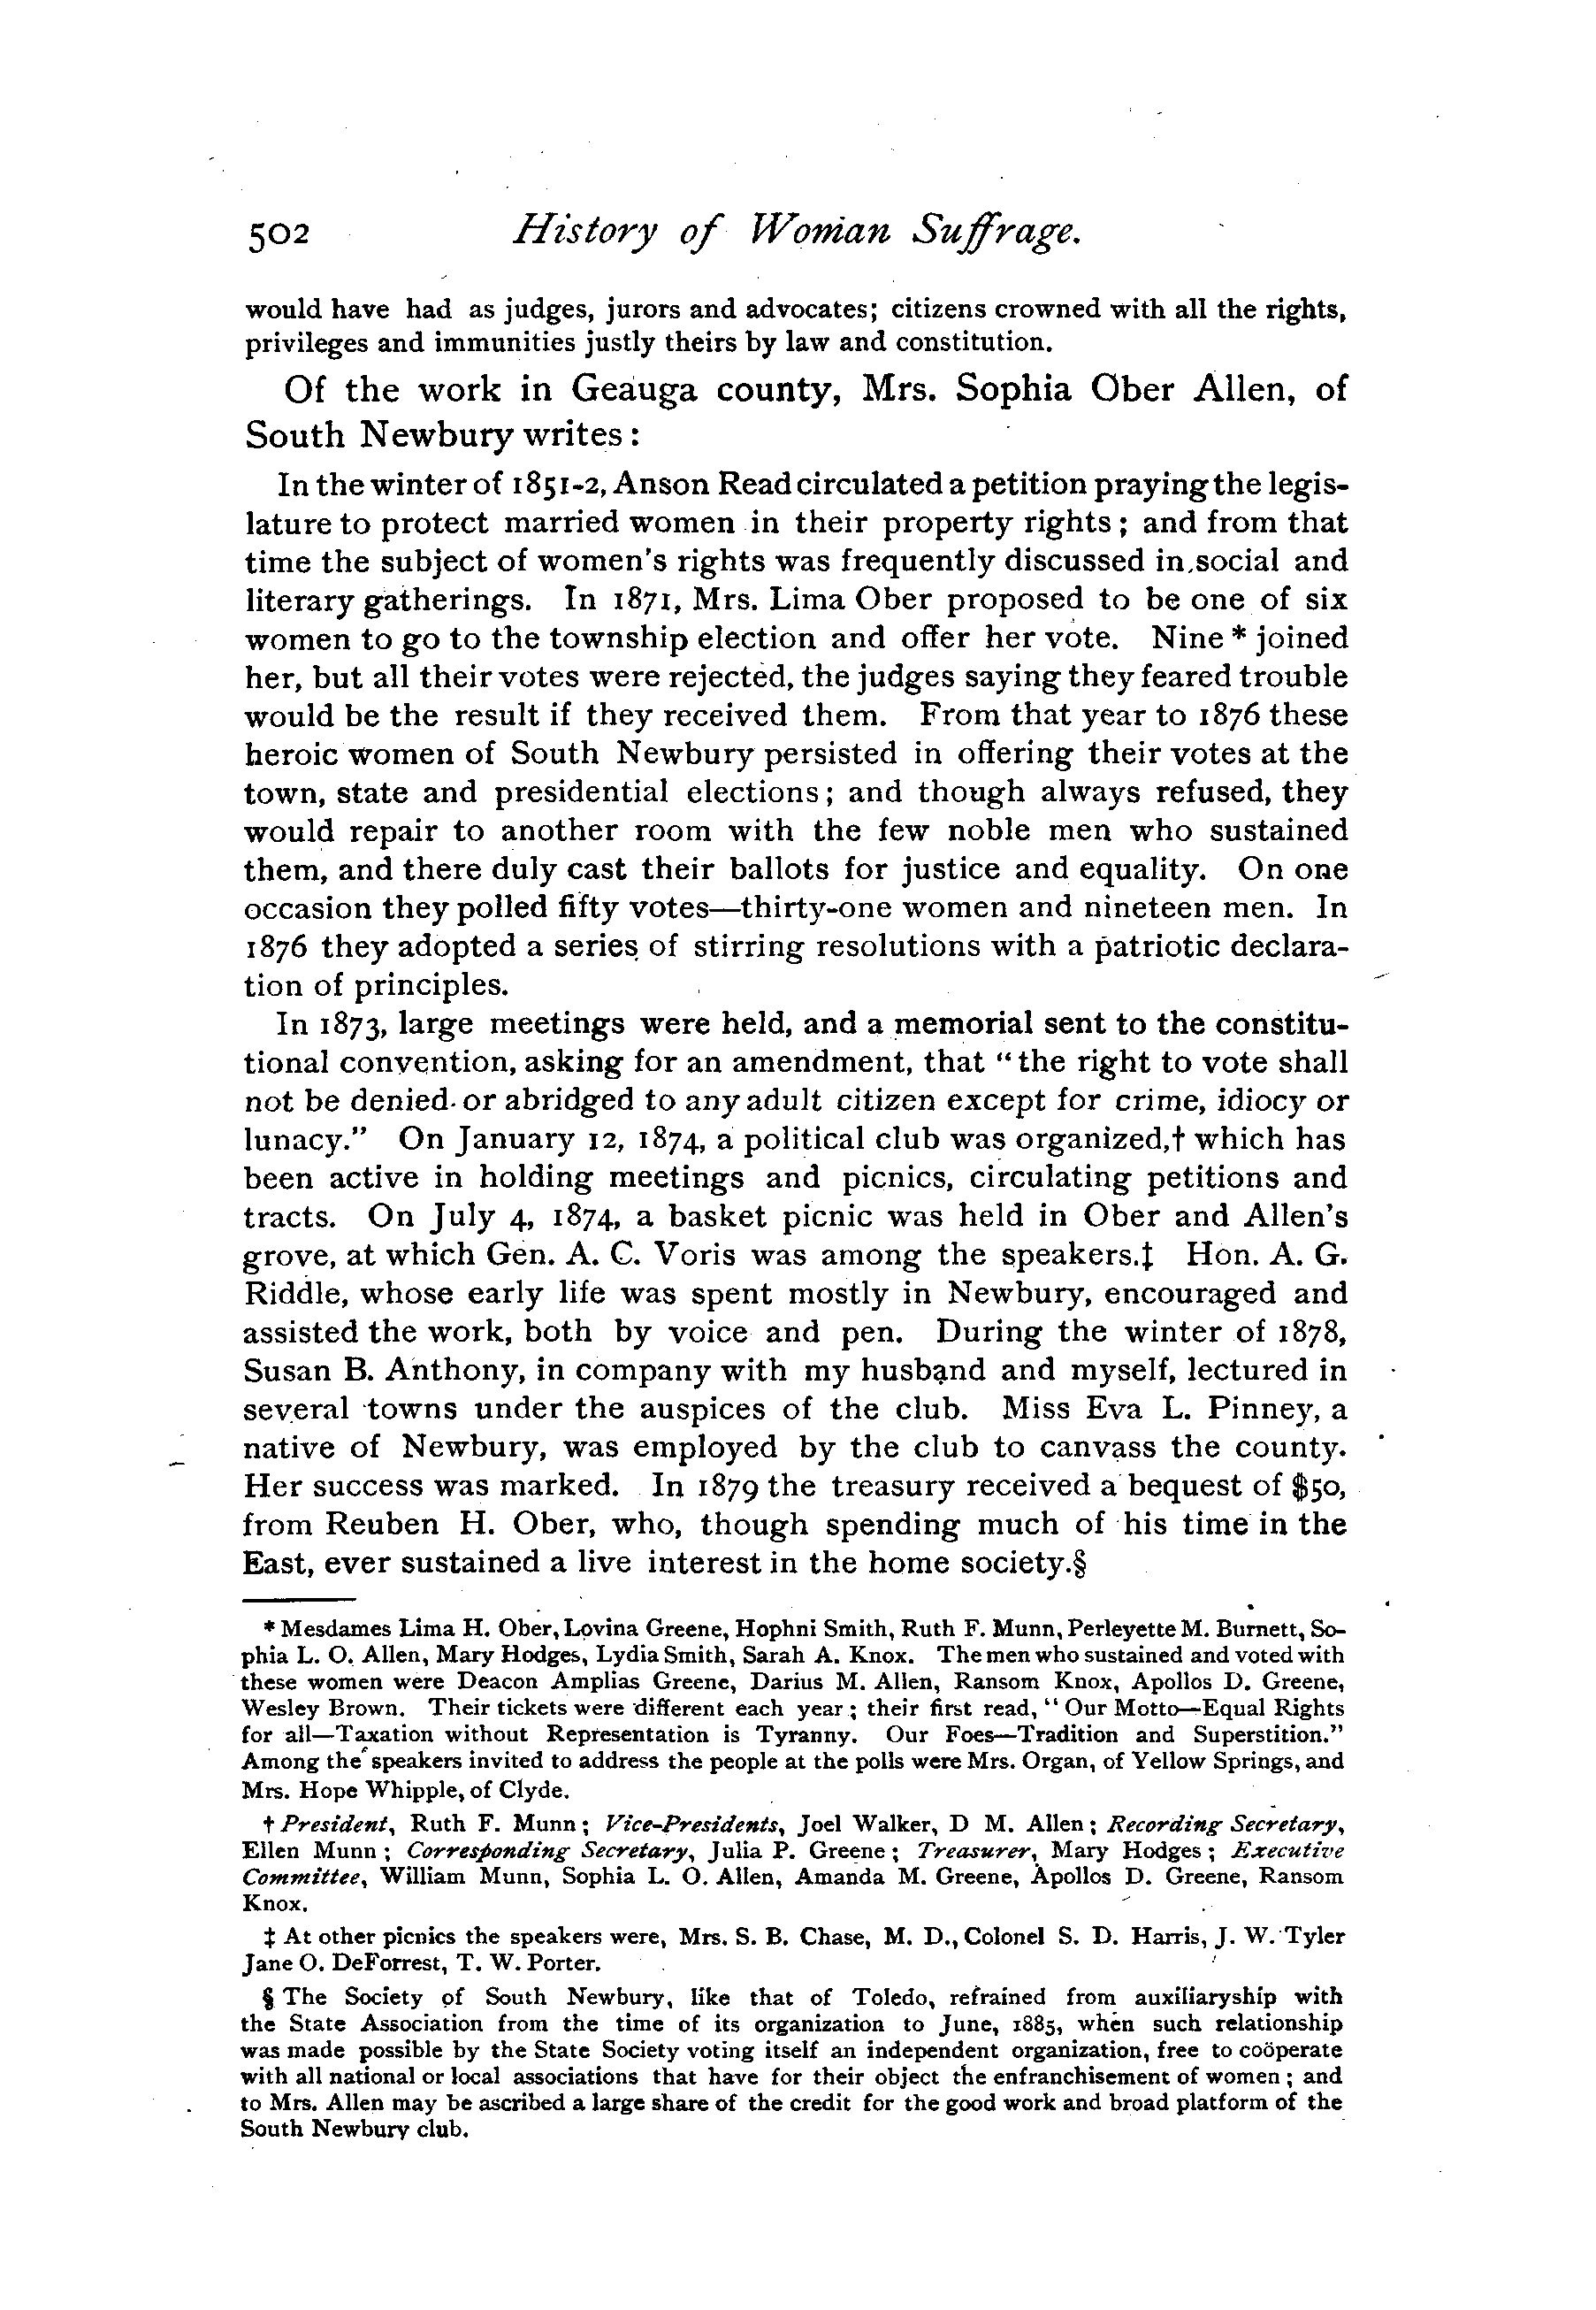 502 History of Woman Suffrage.
would have had as judges, jurors and advocates; citizens crowned with all the rights,
privileges and immunities justly theirs by law and constitution.
Of the work in Geauga county, Mrs. Sophia Ober Allen, of
South Newbury writes:
In the winter of 1851-2, Anson Read circulated a petition praying the legis-
lature to protect married women in their property rights; and from that
time the subject of women's rights was frequently discussed in social and
literary gatherings. In 1871, Mrs. Lima Ober proposed to be one of six
women to go to the township election and offer her vote. Nine * joined
her, but all their votes were rejected, the judges saying they feared trouble
would be the result if they received them. From that year to 1876 these
heroic women of South Newbury persisted in offering their votes at the
town, state and presidential elections; and though always refused, they
would repair to another room with the few noble men who sustained
them, and there duly cast their ballots for justice and equality. On one
occasion they polled fifty votes—thirty-one women and nineteen men. In
1876 they adopted a series of stirring resolutions with a patriotic declara-
tion of principles.
In 1873, large meetings were held, and a memorial sent to the constitu-
tional convention, asking for an amendment, that "the right to vote shall
not be denied or abridged to any adult citizen except for crime, idiocy or
lunacy." On January 12, 1874, a political club was organized,† which has
been active in holding meetings and picnics, circulating petitions and
tracts. On July 4, 1874, a basket picnic was held in Ober and Allen's
grove, at which Gen. A. C. Voris was among the speakers.‡ Hon. A. G.
Riddle, whose early life was spent mostly in Newbury, encouraged and
assisted the work, both by voice and pen. During the winter of 1878,
Susan B. Anthony, in company with my husband and myself, lectured in
several towns under the auspices of the club. Miss Eva L. Pinney, a
native of Newbury, was employed by the club to canvass the county.
Her success was marked. In 1879 the treasury received a bequest of $50,
from Reuben H. Ober, who, though spending much of his time in the
East, ever sustained a live interest in the home society.§
* Mesdames Lima H. Ober, Lovina Greene, Hophni Smith, Ruth F. Munn, Perleyette M. Burnett, So-
phia L. O. Allen, Mary Hodges, Lydia Smith, Sarah A. Knox. The men who sustained and voted with
these women were Deacon Amplias Greene, Darius M. Allen, Ransom Knox, Apollos D. Greene,
Wesley Brown. Their tickets were different each year; their first read, "Our Motto—Equal Rights
for all—Taxation without Representation is Tyranny. Our Foes—Tradition and Superstition."
Among the speakers invited to address the people at the polls were Mrs. Organ, of Yellow Springs, and
Mrs. Hope Whipple, of Clyde.
† President, Ruth F. Munn; Vice-Presidents, Joel Walker, D M. Allen; Recording Secretary,
Ellen Munn; Corresponding Secretary, Julia P. Greene; Treasurer, Mary Hodges; Executive
Committee, William Munn, Sophia L. O. Allen, Amanda M. Greene, Apollos D. Greene, Ransom
Knox.
‡ At other picnics the speakers were, Mrs. S. B. Chase, M. D., Colonel S. D. Harris, J. W. Tyler
Jane O. DeForrest, T. W. Porter.
§ The Society of South Newbury, like that of Toledo, refrained from auxiliaryship with
the State Association from the time of its organization to June, 1885, when such relationship
was made possible by the State Society voting itself an independent organization, free to coöperate
with all national or local associations that have for their object the enfranchisement of women; and
to Mrs. Allen may be ascribed a large share of the credit for the good work and broad platform of the
South Newbury club.